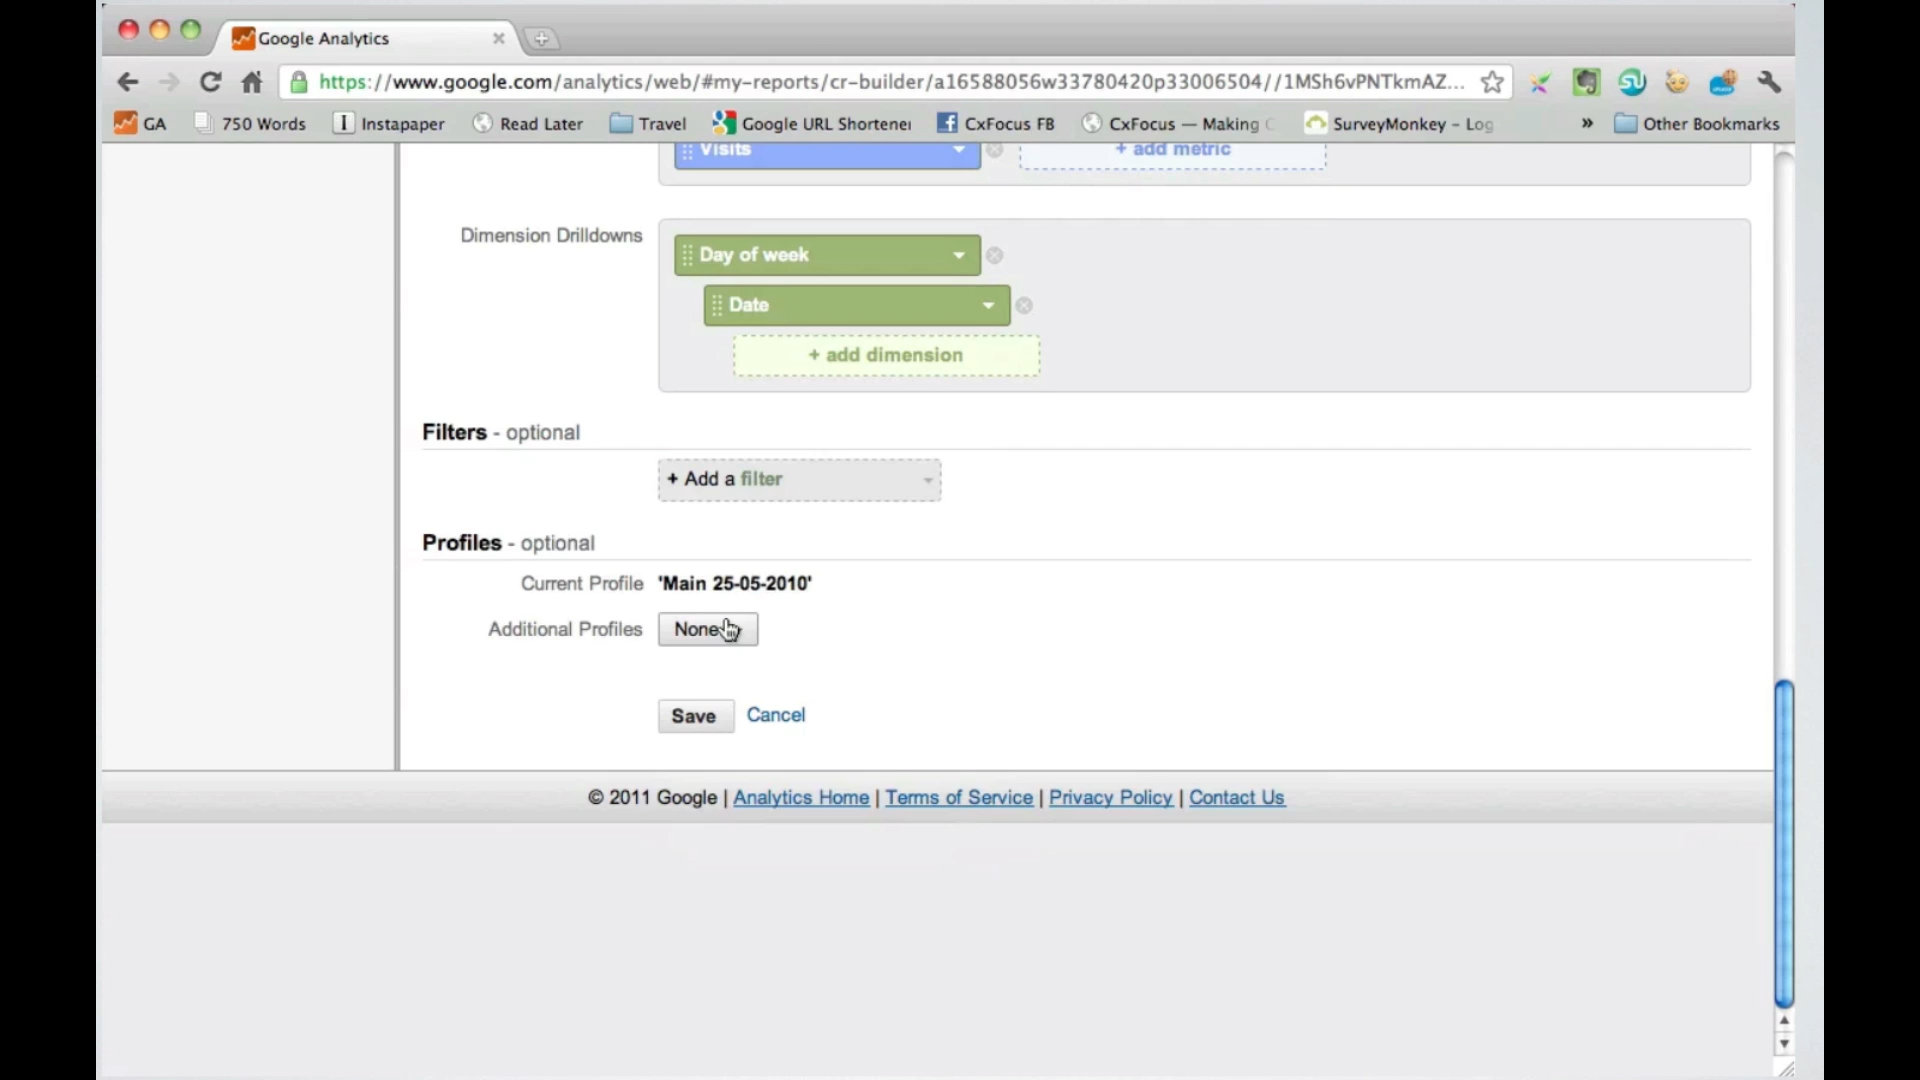 Google Analytics
https://www.google.com/analytics/web/#my-reports/cr-builder/a16588056w33780420p33006504//1MSh6vPNTkmAZ...
GA 750 Words Instapaper Read Later Travel Google URL Shortener CxFocus FB CxFocus — Making SurveyMonkey - Log » Other Bookmarks
Visits + add metric
Dimension Drilldowns
Day of week
Date
+ add dimension
Filters - optional
+ Add a filter
Profiles - optional
Current Profile 'Main 25-05-2010'
Additional Profiles None
Save Cancel
© 2011 Google | Analytics Home | Terms of Service | Privacy Policy | Contact Us